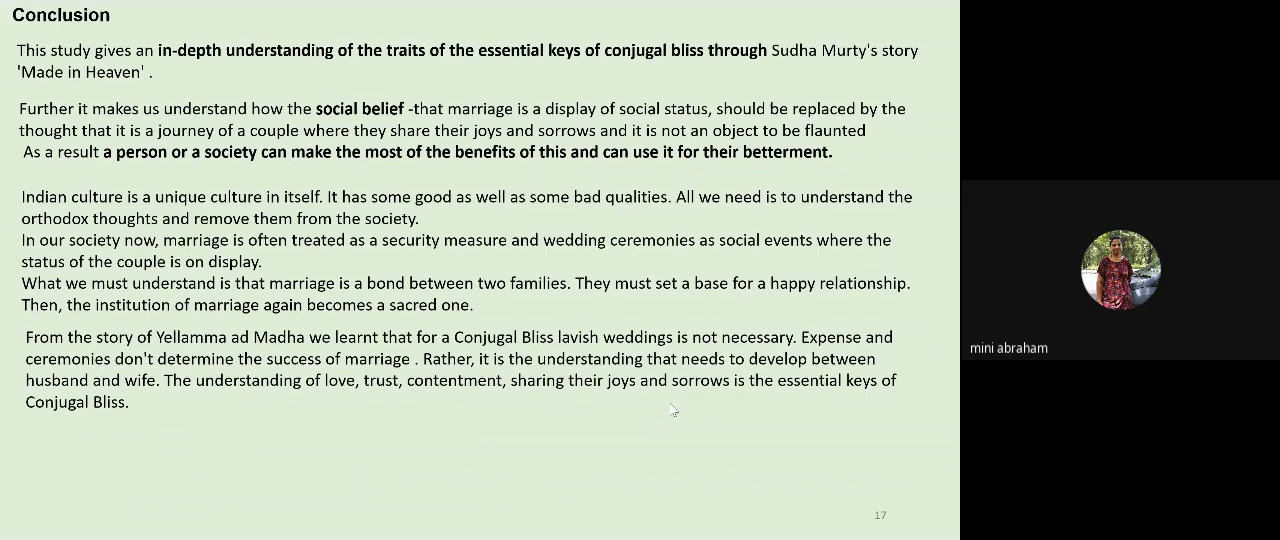 Conclusion
This study gives an in-depth understanding of the traits of the essential keys of conjugal bliss through Sudha Murty's story
'Made in Heaven' .
Further it makes us understand how the social belief -that marriage is a display of social status, should be replaced by the
thought that it is a journey of a couple where they share their joys and sorrows and it is not an object to be flaunted
As a result a person or a society can make the most of the benefits of this and can use it for their betterment.
Indian culture is a unique culture in itself. It has some good as well as some bad qualities. All we need is to understand the
orthodox thoughts and remove them from the society.
In our society now, marriage is often treated as a security measure and wedding ceremonies as social events where the
status of the couple is on display.
What we must understand is that marriage is a bond between two families. They must set a base for a happy relationship.
Then, the institution of marriage again becomes a sacred one.
From the story of Yellamma ad Madha we learnt that for a Conjugal Bliss lavish weddings is not necessary. Expense and
ceremonies don't determine the success of marriage . Rather, it is the understanding that needs to develop between
husband and wife. The understanding of love, trust, contentment, sharing their joys and sorrows is the essential keys of
Conjugal Bliss.
17
mini abraham